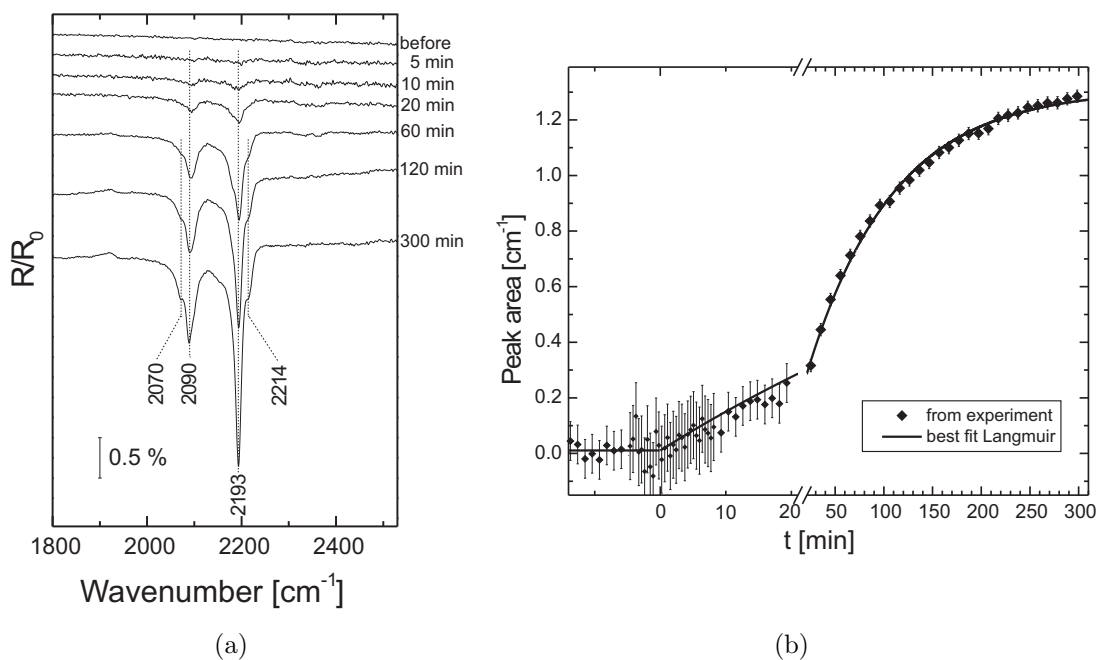 before
5 min
10 min
20 min
60 min
120 min
300 min
R/R0
2070
2090
2214
0.5 %
2193
1800 2000 2200 2400
Wavenumber [cm-1]
(a)
1.2
1.0
0.8
0.6
0.4
0.2
0.0
Peak area [cm-1]
from experiment
best fit Langmuir
0 10 50 100 150 200 250 300
t [min]
(b)